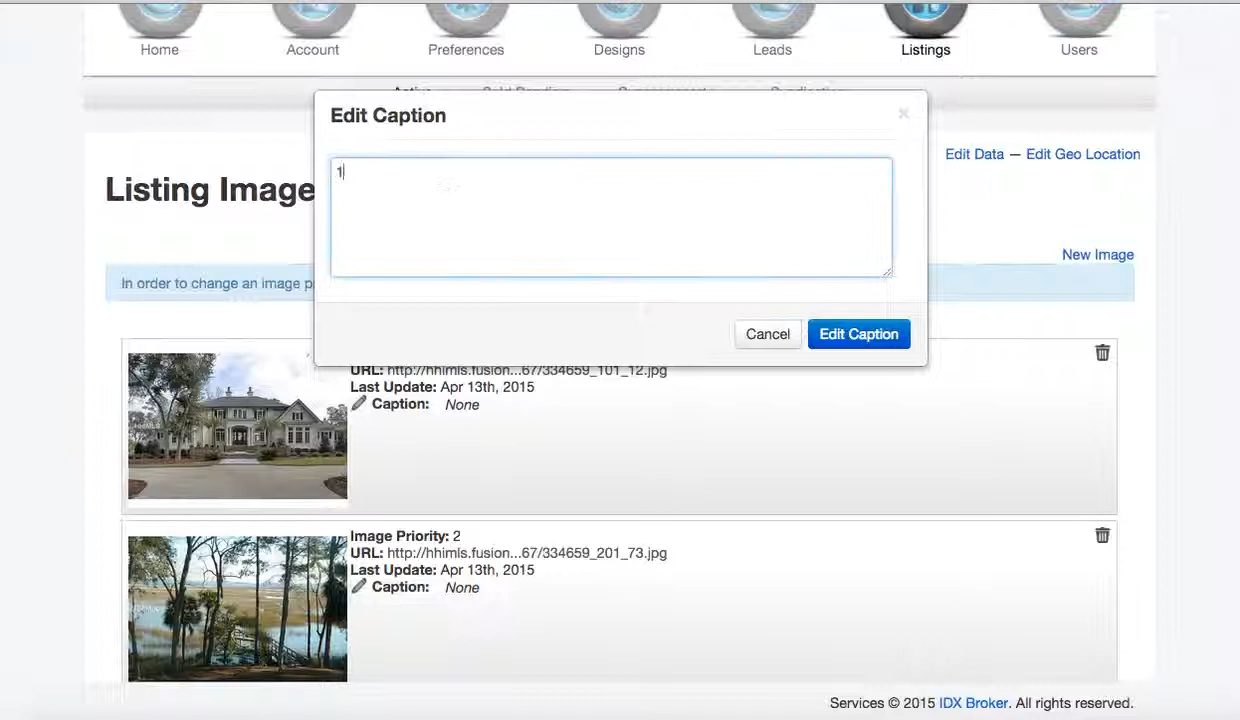 Home Account Preferences Designs Leads Listings Users
Edit Caption ×
1
Edit Data — Edit Geo Location
Listing Image
New Image
In order to change an image p
Cancel Edit Caption
URL: http://hhimls.fusion...67/334659_101_12.jpg
Last Update: Apr 13th, 2015
Caption: None
Image Priority: 2
URL: http://hhimls.fusion...67/334659_201_73.jpg
Last Update: Apr 13th, 2015
Caption: None
Services © 2015 IDX Broker. All rights reserved.